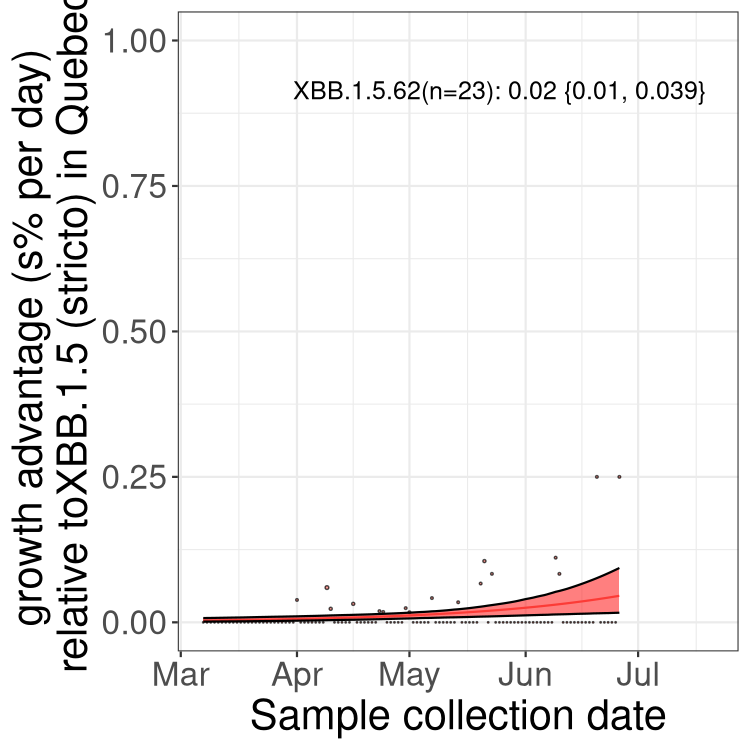 growth advantage (s% per day)
relative toXBB.1.5 (stricto) in Quebec
1.00
0.75
0.50
0.25
0.00
XBB.1.5.62(n=23): 0.02 {0.01, 0.039}
Mar Apr May Jun Jul
Sample collection date